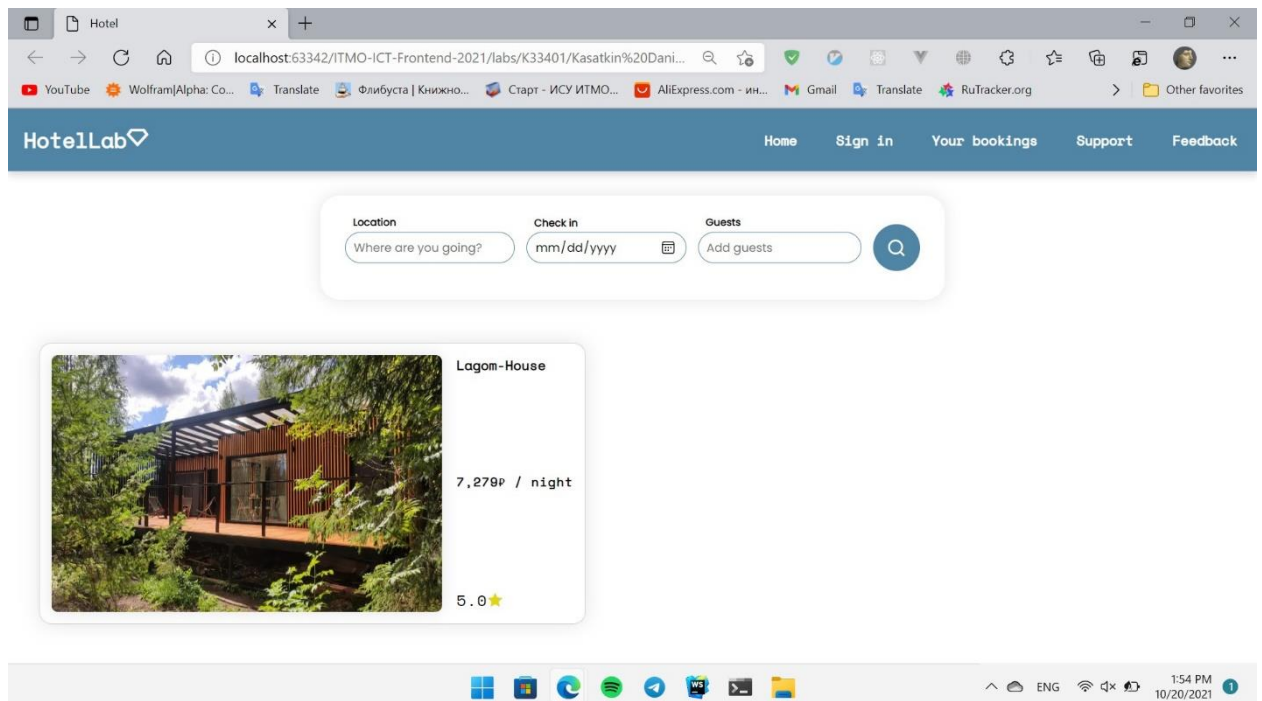 Hotel
localhost:63342/ITMO-ICT-Frontend-2021/labs/K33401/Kasatkin%20Dani...
YouTube Wolfram|Alpha: Co... Translate Флибуста | Книжно... Старт - ИСУ ИТМО... AliExpress.com - ин... Gmail Translate RuTracker.org Other favorites
HotelLab Home Sign in Your bookings Support Feedback
Location Check in Guests
Where are you going? mm/dd/yyyy Add guests
Lagom-House
7,279₽ / night
5.0
WS
ENG 1:54 PM 1
10/20/2021